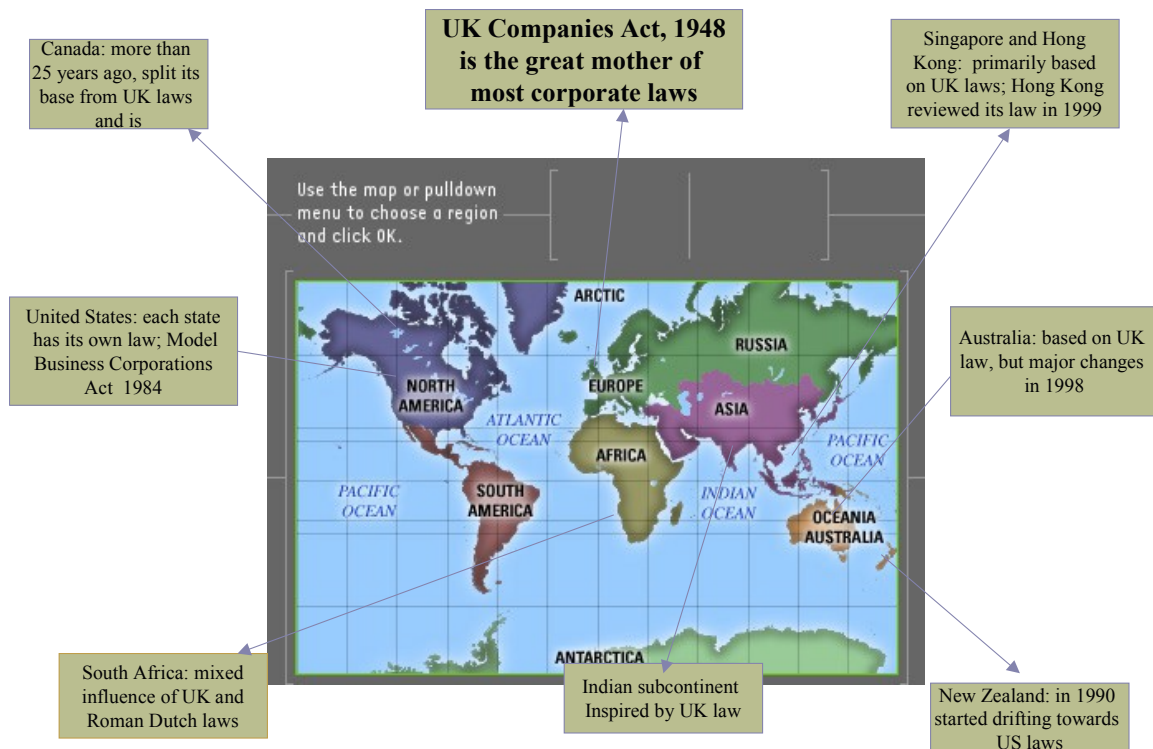 UK Companies Act, 1948
is the great mother of
most corporate laws
Canada: more than
25 years ago, split its
base from UK laws
and is
Singapore and Hong
Kong: primarily based
on UK laws; Hong Kong
reviewed its law in 1999
Use the map or pulldown
menu to choose a region
and click OK.
United States: each state
has its own law; Model
Business Corporations
Act 1984
Australia: based on UK
law, but major changes
in 1998
ARCTIC
RUSSIA
NORTH
AMERICA
EUROPE
ASIA
ATLANTIC
OCEAN
PACIFIC
OCEAN
AFRICA
PACIFIC
OCEAN
SOUTH
AMERICA
INDIAN
OCEAN
OCEANIA
AUSTRALIA
ANTARCTICA
South Africa: mixed
influence of UK and
Roman Dutch laws
Indian subcontinent
Inspired by UK law
New Zealand: in 1990
started drifting towards
US laws